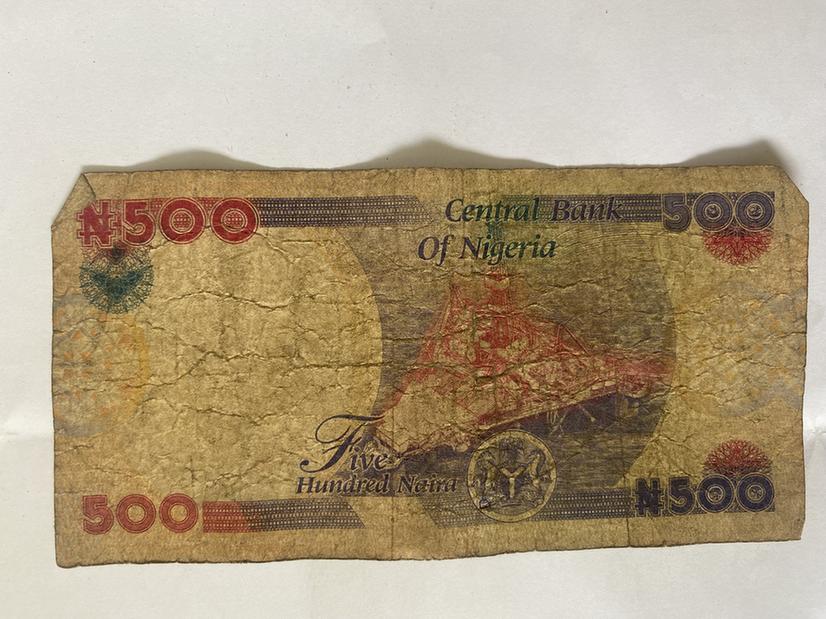 ₦500
Central Bank
Of Nigeria
500
Five
Hundred Naira
500
₦500